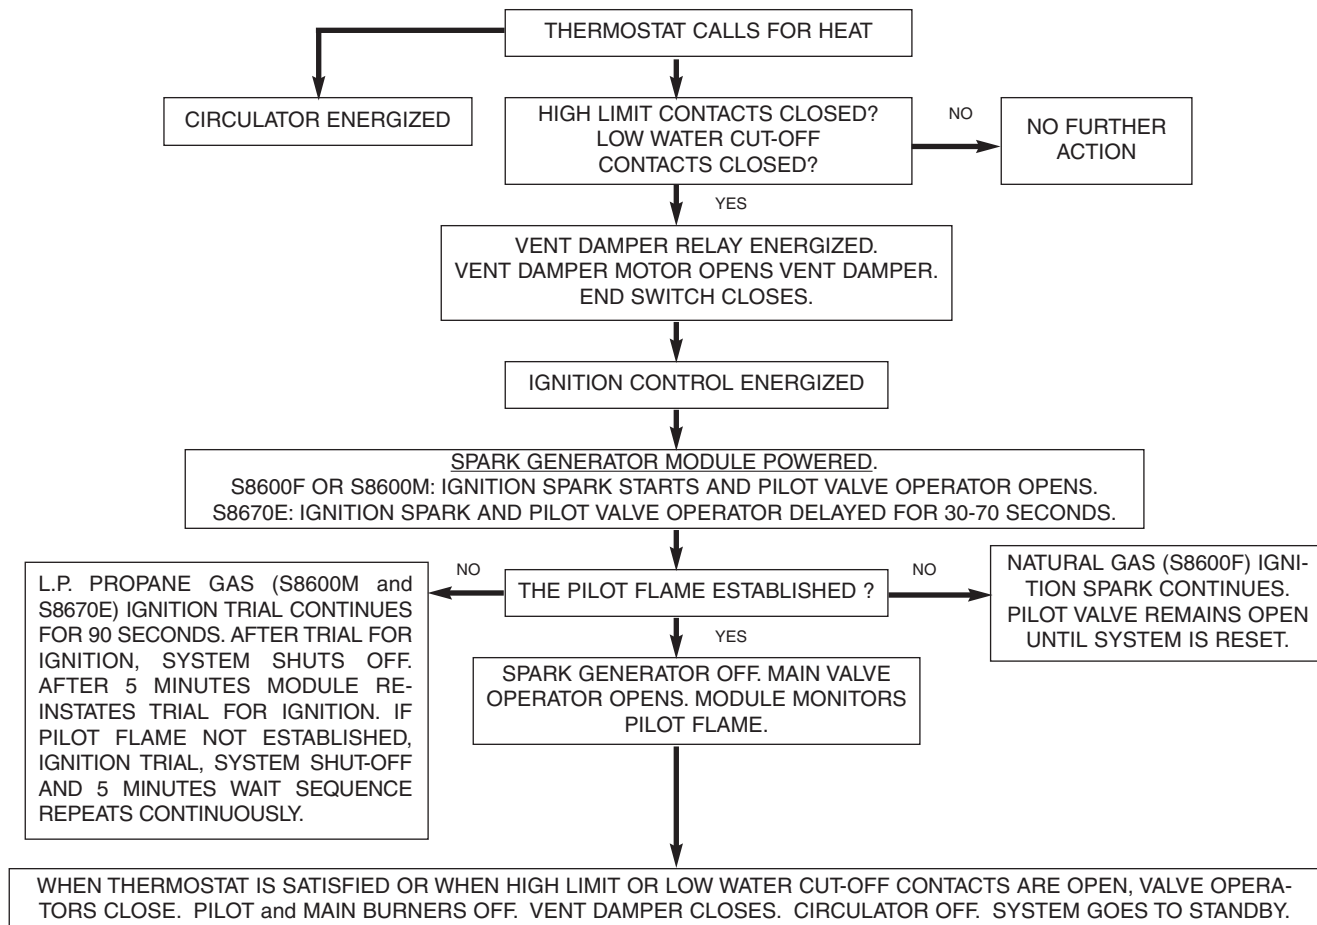 THERMOSTAT CALLS FOR HEAT
CIRCULATOR ENERGIZED
HIGH LIMIT CONTACTS CLOSED?
LOW WATER CUT-OFF
CONTACTS CLOSED?
NO
NO FURTHER
ACTION
YES
VENT DAMPER RELAY ENERGIZED.
VENT DAMPER MOTOR OPENS VENT DAMPER.
END SWITCH CLOSES.
IGNITION CONTROL ENERGIZED
SPARK GENERATOR MODULE POWERED.
S8600F OR S8600M: IGNITION SPARK STARTS AND PILOT VALVE OPERATOR OPENS.
S8670E: IGNITION SPARK AND PILOT VALVE OPERATOR DELAYED FOR 30-70 SECONDS.
THE PILOT FLAME ESTABLISHED ?
NO
L.P. PROPANE GAS (S8600M and
S8670E) IGNITION TRIAL CONTINUES
FOR 90 SECONDS. AFTER TRIAL FOR
IGNITION, SYSTEM SHUTS OFF.
AFTER 5 MINUTES MODULE RE-
INSTATES TRIAL FOR IGNITION. IF
PILOT FLAME NOT ESTABLISHED,
IGNITION TRIAL, SYSTEM SHUT-OFF
AND 5 MINUTES WAIT SEQUENCE
REPEATS CONTINUOUSLY.
NO
NATURAL GAS (S8600F) IGNI-
TION SPARK CONTINUES.
PILOT VALVE REMAINS OPEN
UNTIL SYSTEM IS RESET.
YES
SPARK GENERATOR OFF. MAIN VALVE
OPERATOR OPENS. MODULE MONITORS
PILOT FLAME.
WHEN THERMOSTAT IS SATISFIED OR WHEN HIGH LIMIT OR LOW WATER CUT-OFF CONTACTS ARE OPEN, VALVE OPERA-
TORS CLOSE. PILOT and MAIN BURNERS OFF. VENT DAMPER CLOSES. CIRCULATOR OFF. SYSTEM GOES TO STANDBY.